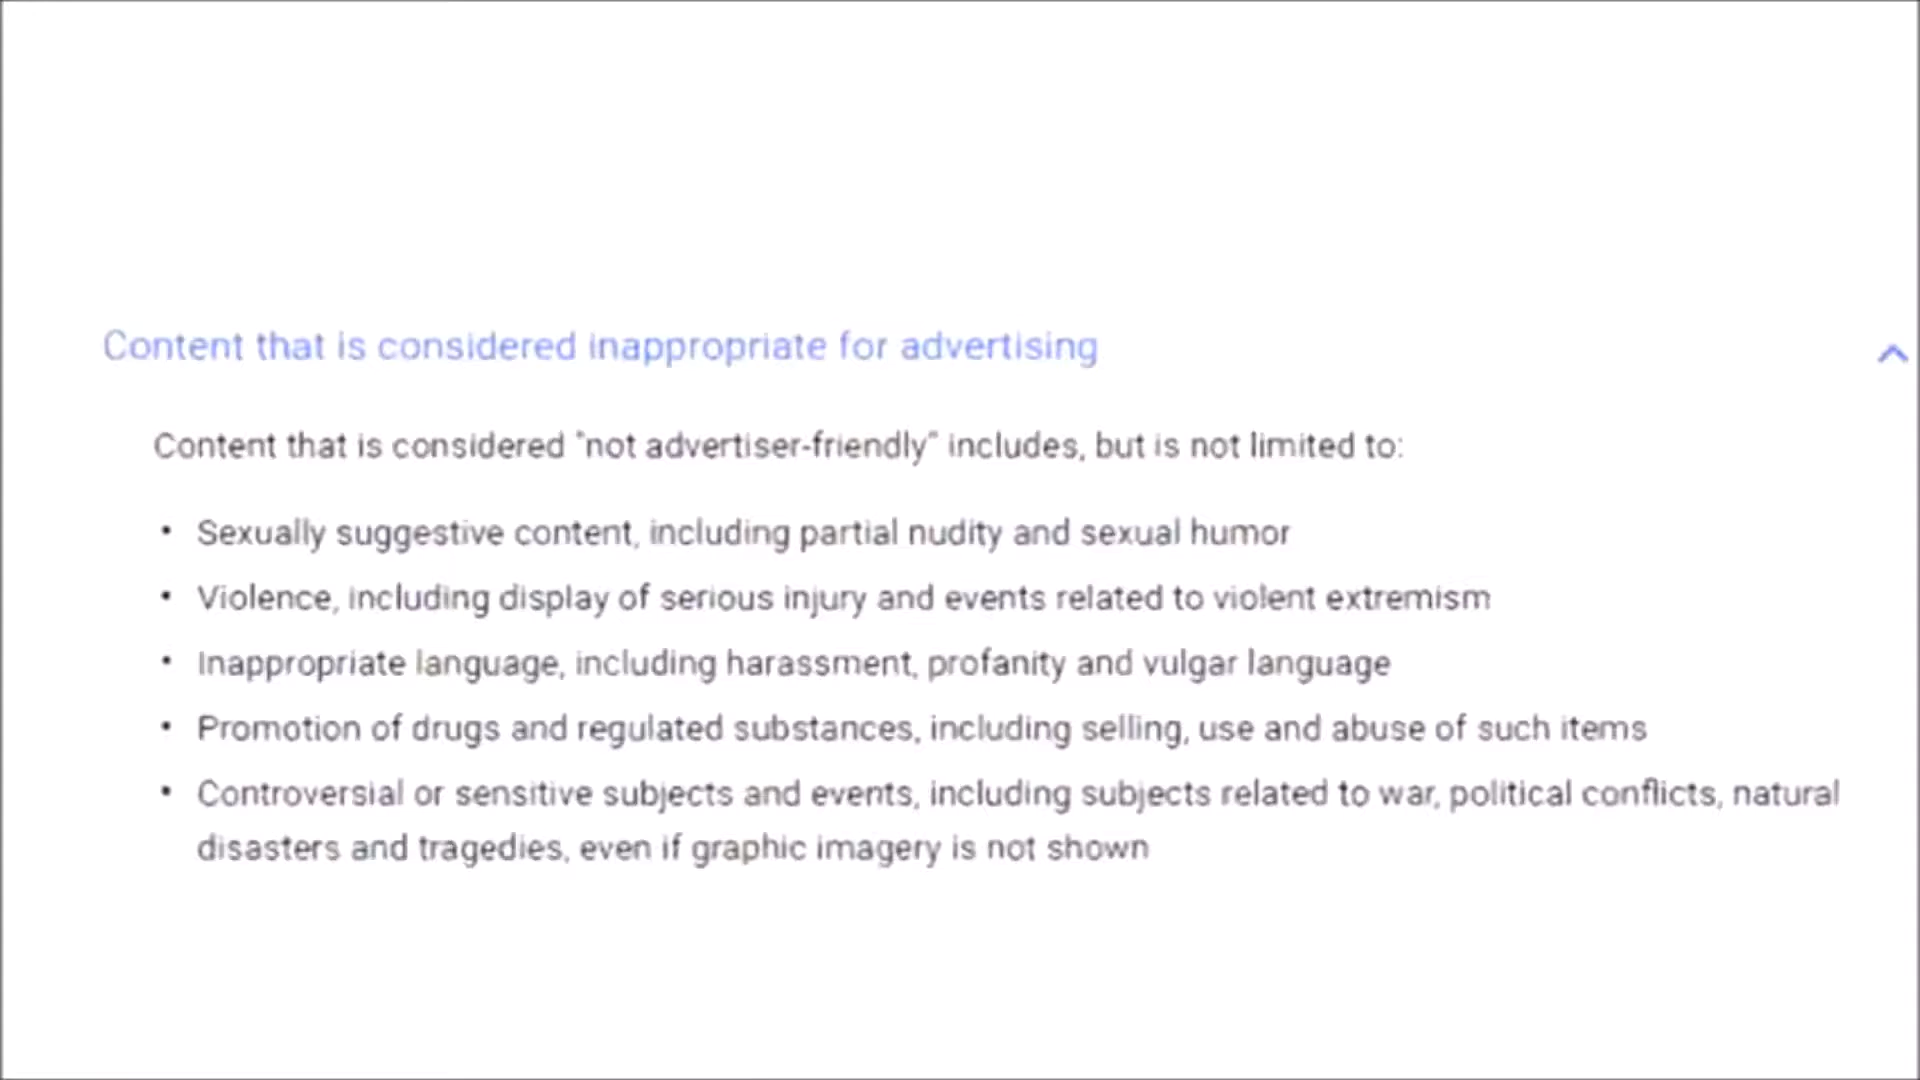 Content that is considered inappropriate for advertising
Content that is considered "not advertiser-friendly" includes, but is not limited to:
• Sexually suggestive content, including partial nudity and sexual humor
• Violence, including display of serious injury and events related to violent extremism
• Inappropriate language, including harassment, profanity and vulgar language
• Promotion of drugs and regulated substances, including selling, use and abuse of such items
• Controversial or sensitive subjects and events, including subjects related to war, political conflicts, natural
disasters and tragedies, even if graphic imagery is not shown